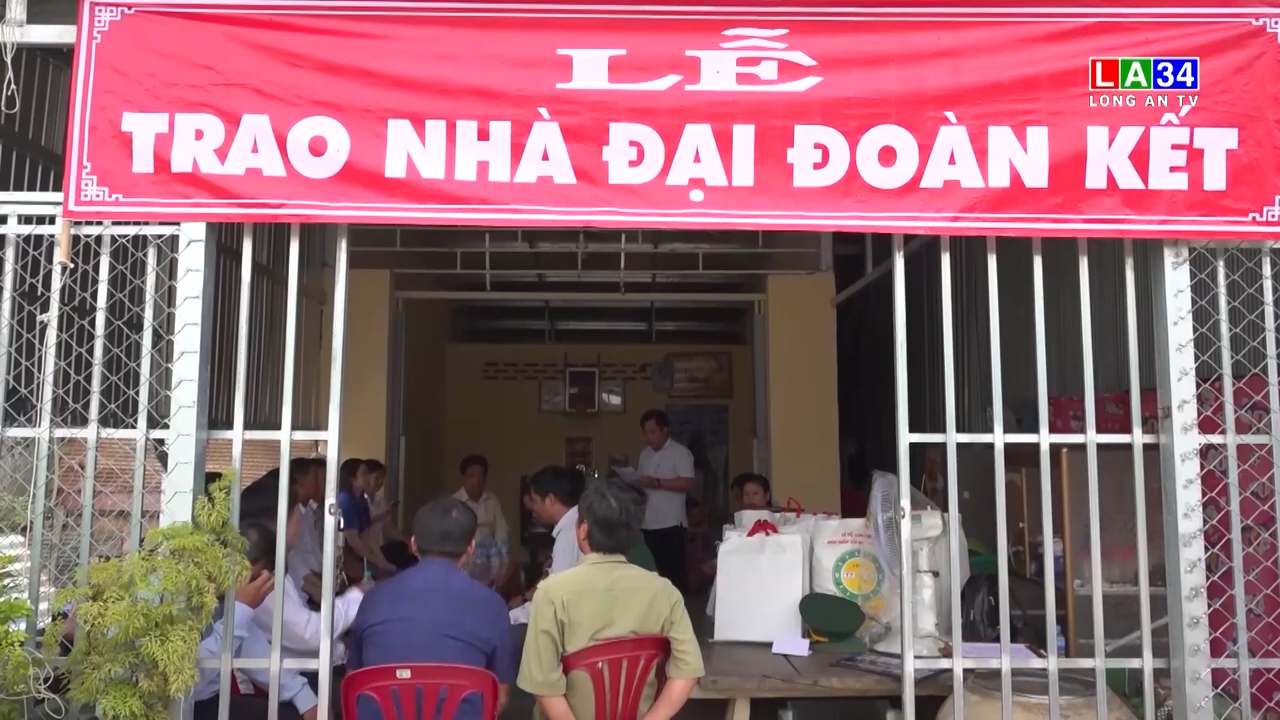 LỄ
TRAO NHÀ ĐẠI ĐOÀN KẾT
LA34
LONG AN TV